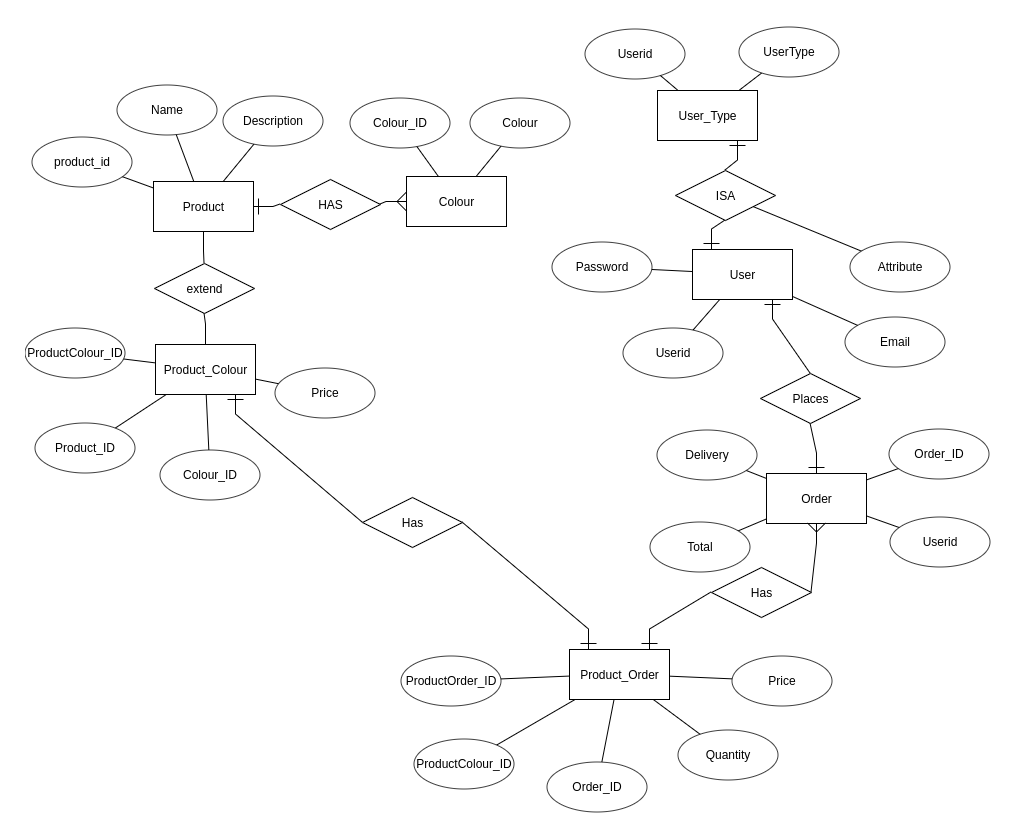 Userid
UserType
Name
Description
Colour_ID
Colour
User_Type
product_id
Product
HAS
Colour
ISA
extend
Password
User
Attribute
ProductColour_ID
Product_Colour
Price
Userid
Email
Places
Product_ID
Colour_ID
Delivery
Order_ID
Order
Has
Total
Userid
Has
ProductOrder_ID
Product_Order
Price
ProductColour_ID
Order_ID
Quantity